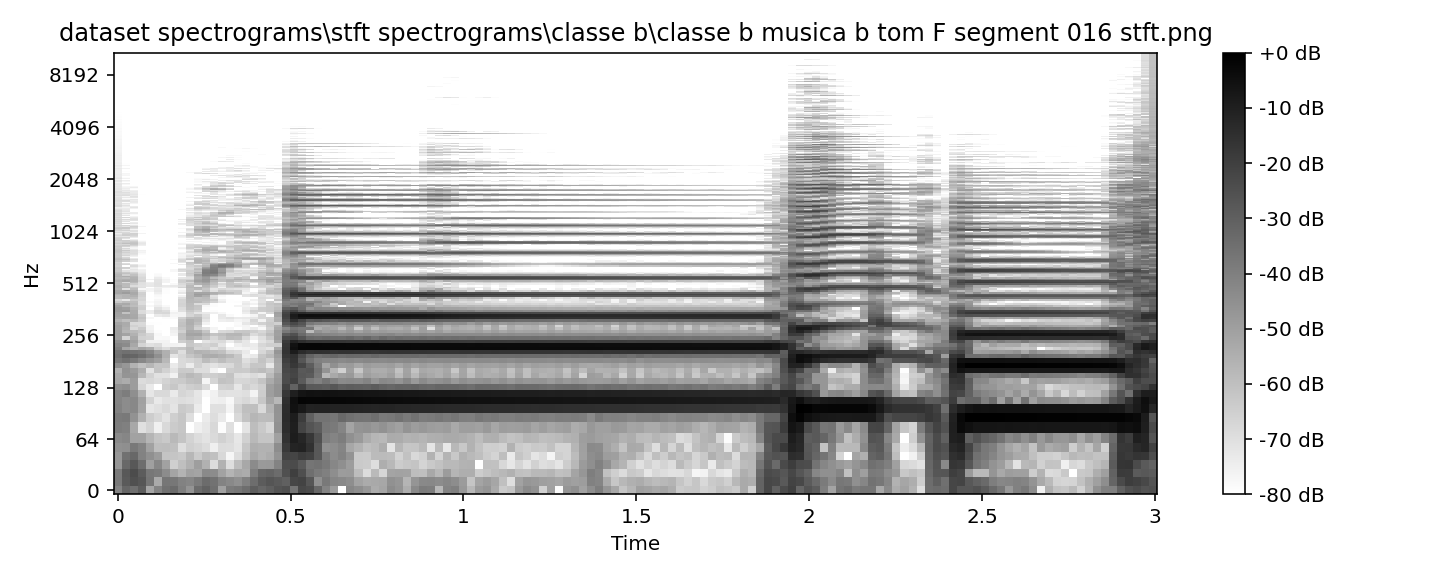 dataset spectrograms\stft spectrograms\classe b\classe b musica b tom F segment 016 stft.png
8192
4096
2048
1024
512
256
128
64
0
Hz
0
0.5
1
1.5
2
2.5
3
Time
+0 dB
-10 dB
-20 dB
-30 dB
-40 dB
-50 dB
-60 dB
-70 dB
-80 dB